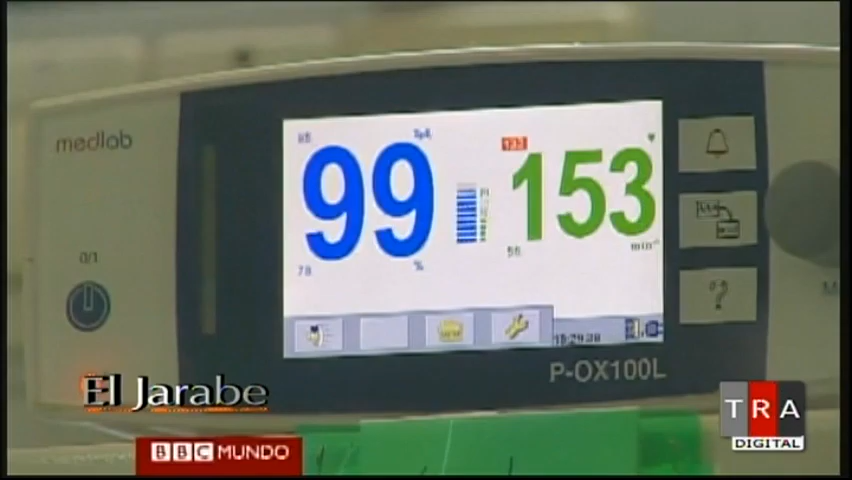 medlab
0/1
99
%
153
min
P-OX100L
El Jarabe
BBC MUNDO
TRA
DIGITAL